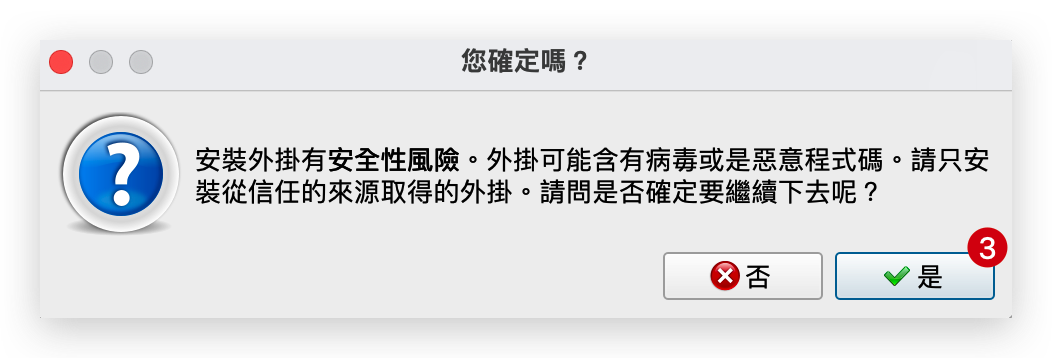 您確定嗎？
安裝外掛有安全性風險。外掛可能含有病毒或是惡意程式碼。請只安
裝從信任的來源取得的外掛。請問是否確定要繼續下去呢？
3
否
是